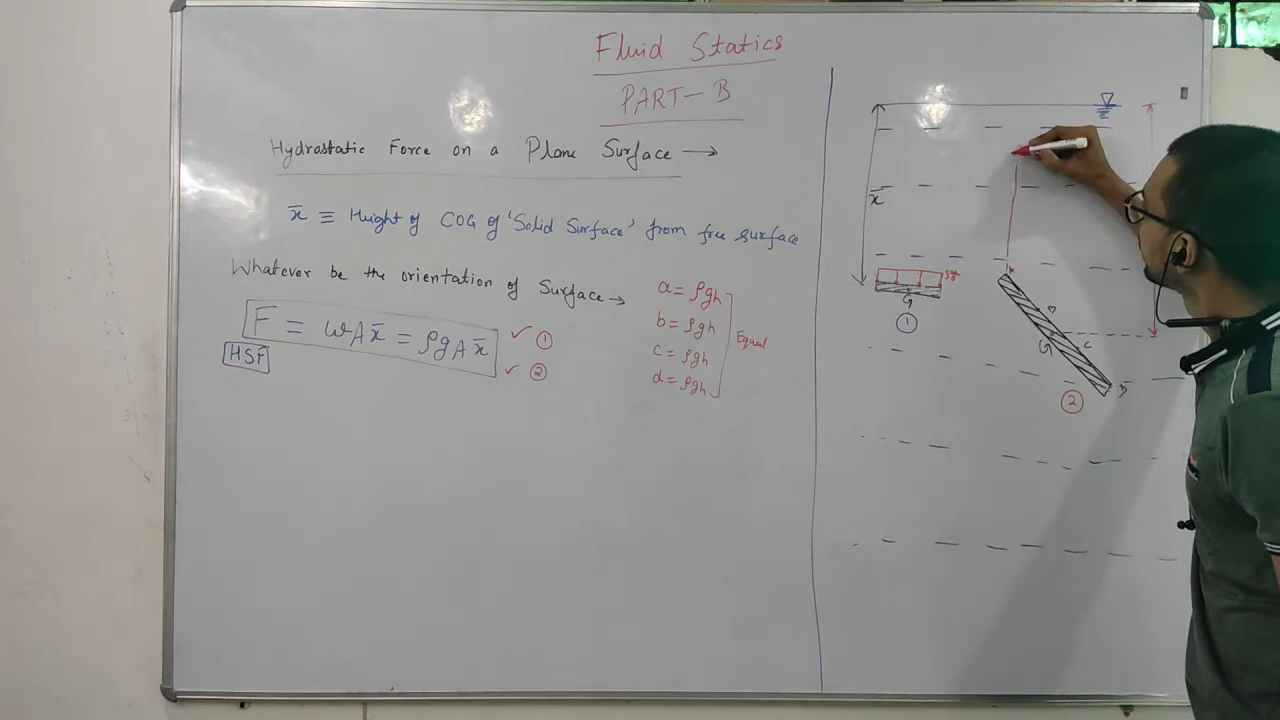 Fluid Statics
PART-B
Hydrostatic Force on a Plane Surface →
x̄ ≡ Height of COG of 'Solid Surface' from free surface
Whatever be the orientation of Surface →
F = wAx̄ = ρgAx̄
HSF
✓ ①
✓ ②
a = ρgh
b = ρgh
c = ρgh
d = ρgh
Equal
x̄
ρgh
G
①
A
B
G
C
D
②